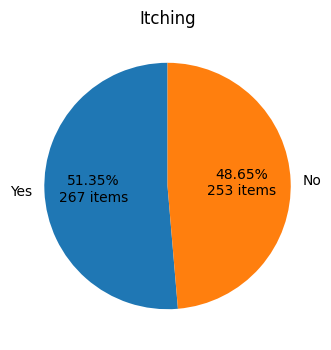 Itching
Yes
51.35%
267 items
48.65%
253 items
No